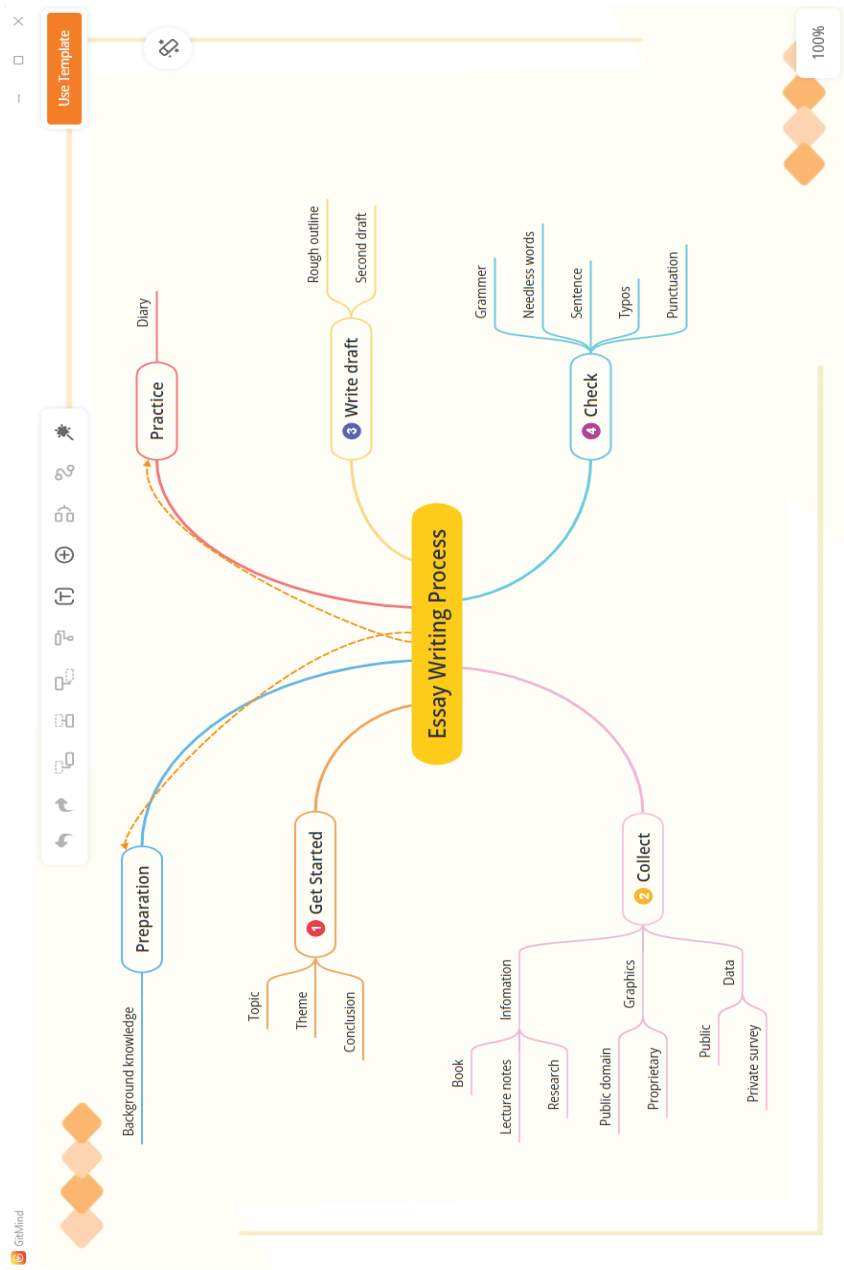 GitMind
Use Template
100%
Essay Writing Process
Preparation
Background knowledge
1 Get Started
Topic
Theme
Conclusion
2 Collect
Infomation
Book
Lecture notes
Research
Graphics
Public domain
Proprietary
Data
Public
Private survey
Practice
Diary
3 Write draft
Rough outline
Second draft
4 Check
Grammer
Needless words
Sentence
Typos
Punctuation